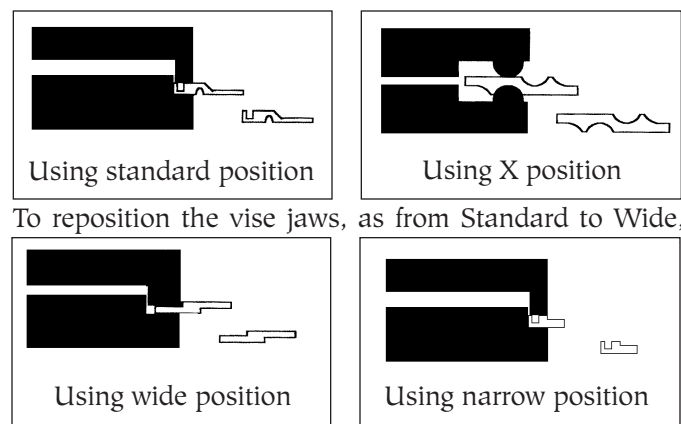 Using standard position
Using X position
To reposition the vise jaws, as from Standard to Wide,
Using wide position
Using narrow position